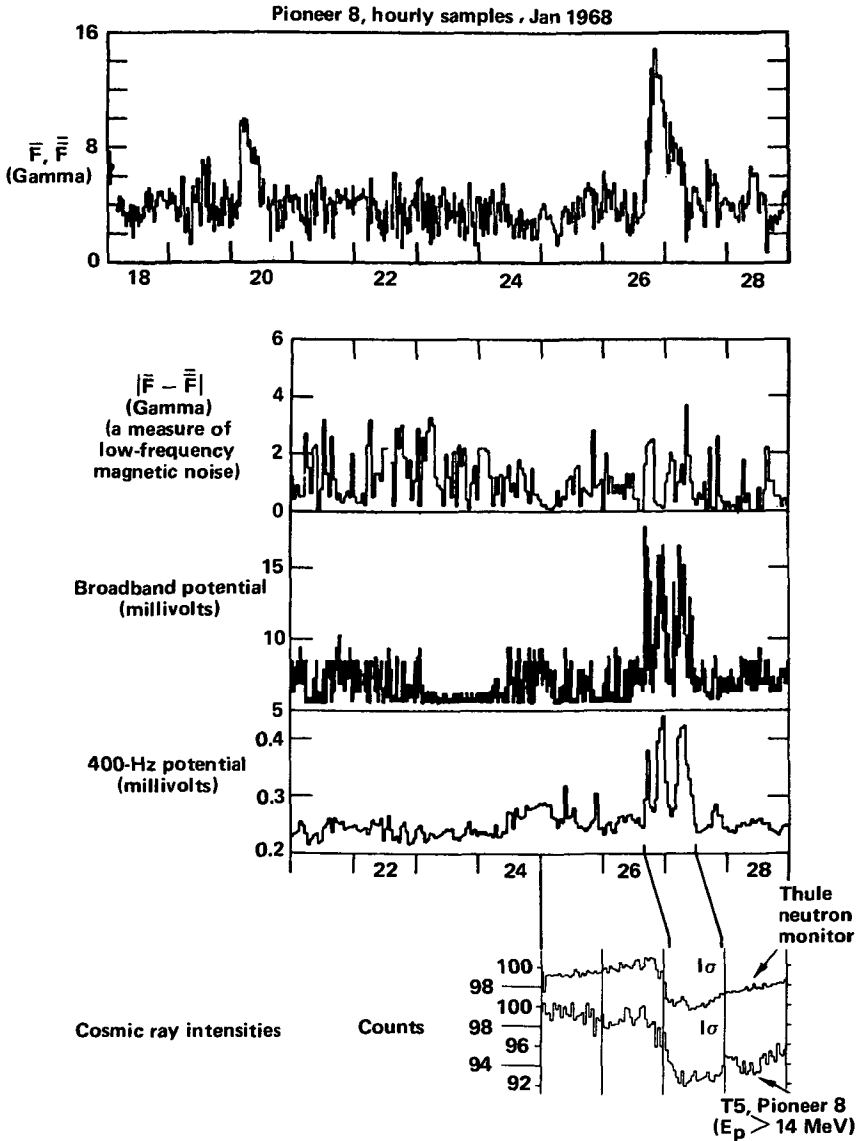 Pioneer 8, hourly samples, Jan 1968
16
8
0
F̿, F̿̄
(Gamma)
18 20 22 24 26 28
6
4
2
0
|F̿ – F̿̄|
(Gamma)
(a measure of
low-frequency
magnetic noise)
15
10
5
Broadband potential
(millivolts)
0.4
0.3
0.2
400-Hz potential
(millivolts)
22 24 26 28
Thule
neutron
monitor
100
98
100
98
96
94
92
Iσ
Iσ
Cosmic ray intensities Counts
T5, Pioneer 8
(Ep > 14 MeV)